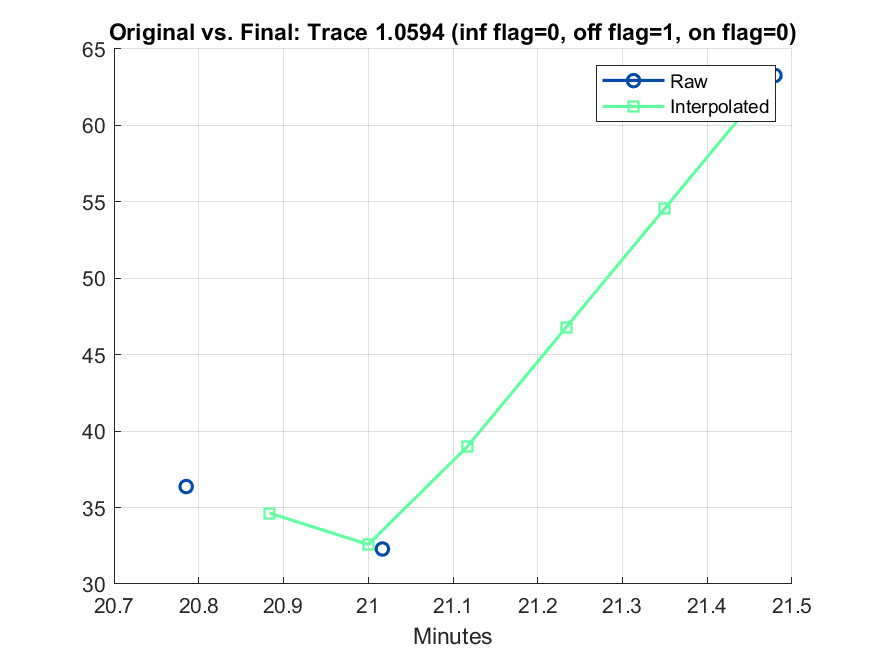 Original vs. Final: Trace 1.0594 (inf flag=0, off flag=1, on flag=0)
65
60
55
50
45
40
35
30
Raw
Interpolated
20.7 20.8 20.9 21 21.1 21.2 21.3 21.4 21.5
Minutes